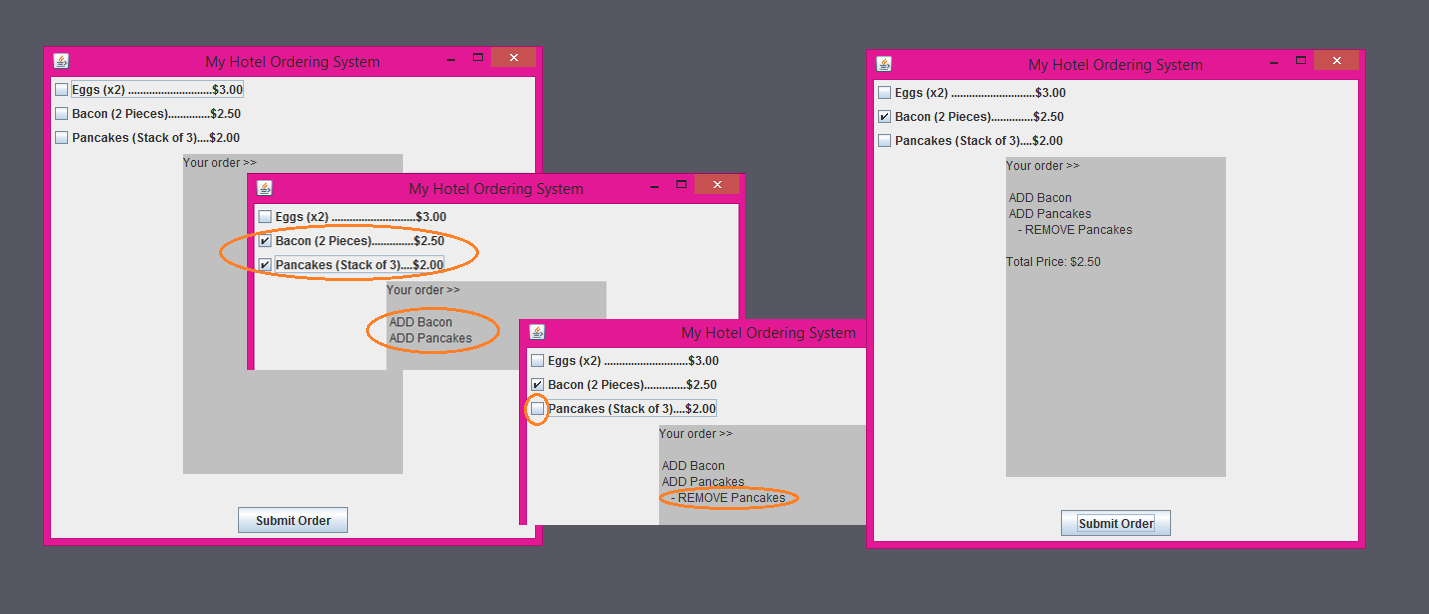 My Hotel Ordering System
Eggs (x2) ............................$3.00
Bacon (2 Pieces)..............$2.50
Pancakes (Stack of 3)....$2.00
Your order >>
Submit Order
My Hotel Ordering System
Eggs (x2) ............................$3.00
Bacon (2 Pieces)..............$2.50
Pancakes (Stack of 3)....$2.00
Your order >>
ADD Bacon
ADD Pancakes
My Hotel Ordering System
Eggs (x2) ............................$3.00
Bacon (2 Pieces)..............$2.50
Pancakes (Stack of 3)....$2.00
Your order >>
ADD Bacon
ADD Pancakes
- REMOVE Pancakes
My Hotel Ordering System
Eggs (x2) ............................$3.00
Bacon (2 Pieces)..............$2.50
Pancakes (Stack of 3)....$2.00
Your order >>
ADD Bacon
ADD Pancakes
- REMOVE Pancakes
Total Price: $2.50
Submit Order